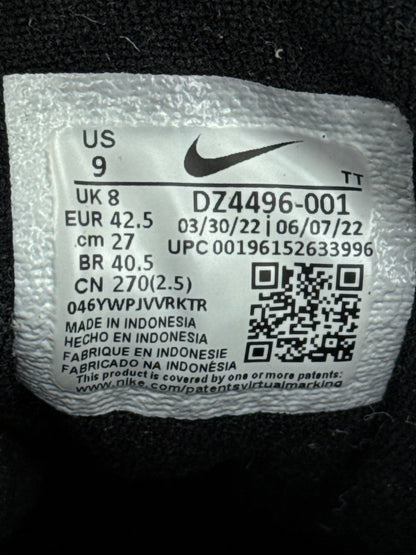 US
9
TT
UK 8
DZ4496-001
EUR 42.5
03/30/22 | 06/07/22
.cm 27
UPC 00196152633996
BR 40.5
CN 270(2.5)
046YWPJVVRKTR
MADE IN INDONESIA
HECHO EN INDONESIA
FABRIQUE EN INDONESIE
FABRICADO NA INDONÉSIA
This product is covered by one or more patents:
www.nike.com/patentsvirtualmarking